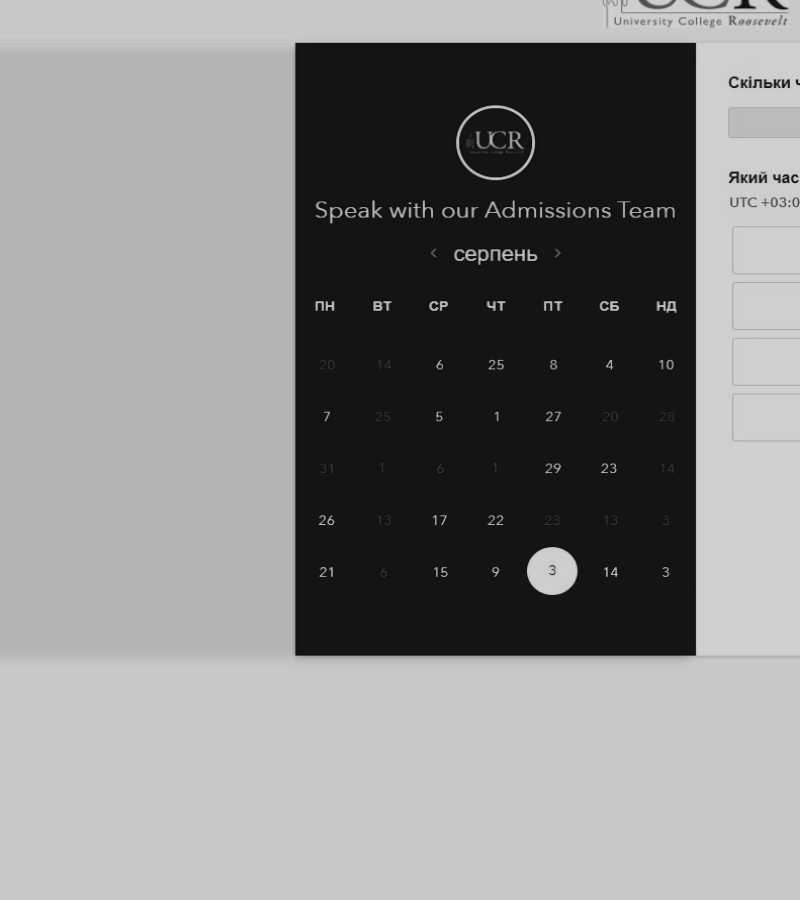 UCR
University College Roosevelt
Скільки ч
UCR
Який час
UTC +03:0
Speak with our Admissions Team
< серпень >
ПН ВТ СР ЧТ ПТ СБ НД
20 14 6 25 8 4 10
7 25 5 1 27 20 28
31 1 6 1 29 23 14
26 13 17 22 23 13 3
21 6 15 9 3 14 3